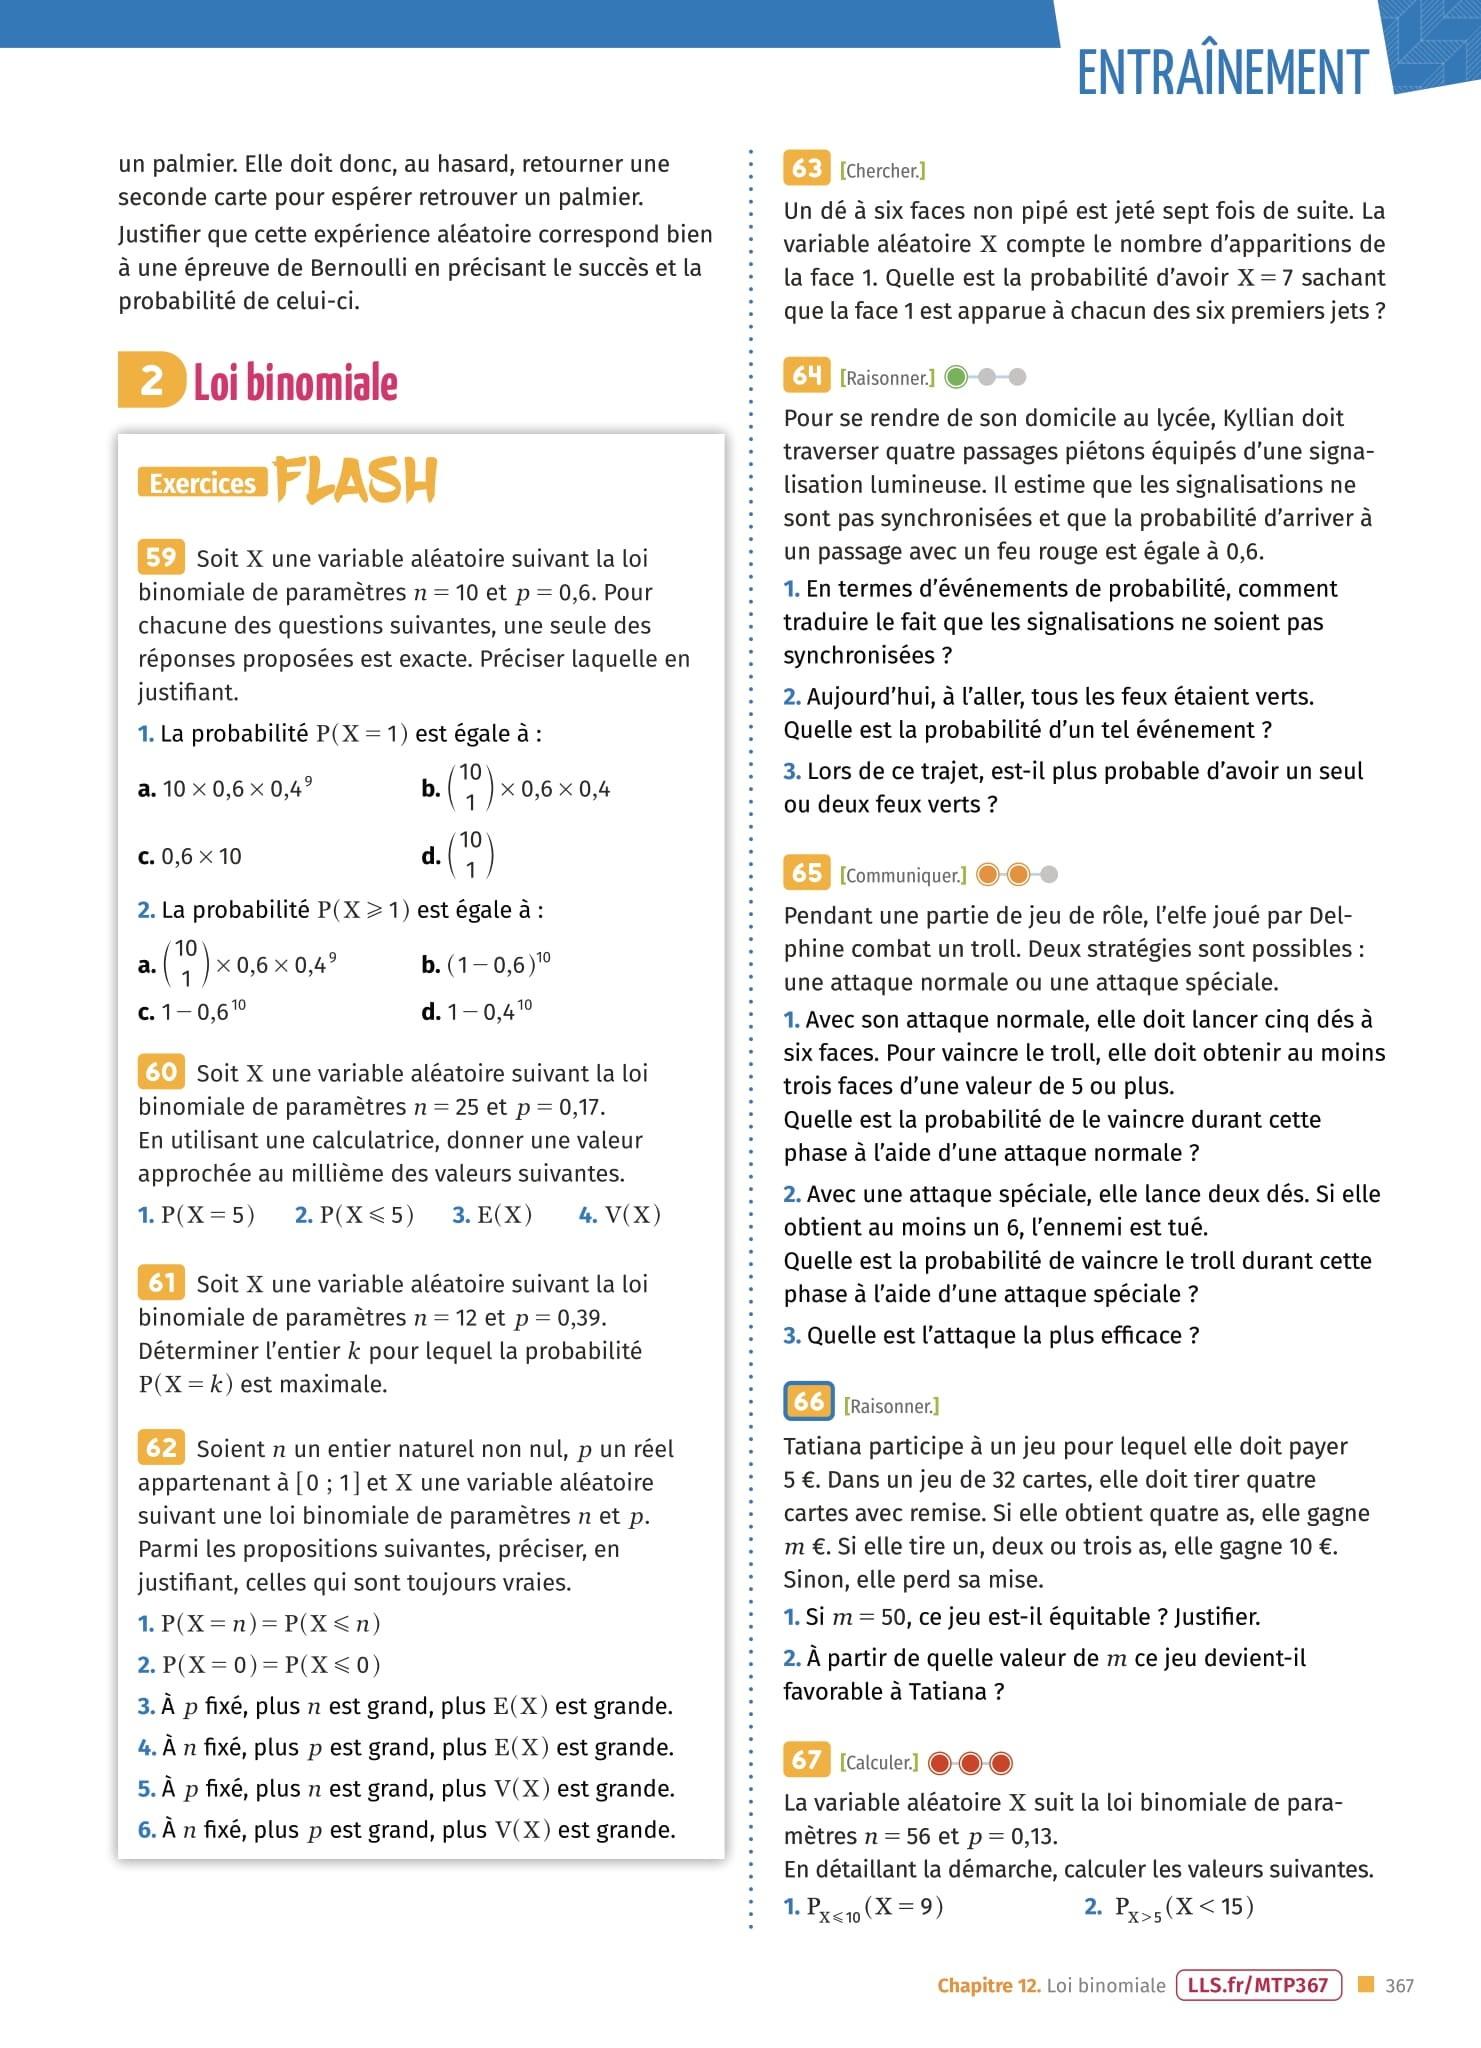 ENTRAÎNEMENT
un palmier. Elle doit donc, au hasard, retourner une
seconde carte pour espérer retrouver un palmier.
Justifier que cette expérience aléatoire correspond bien
à une épreuve de Bernoulli en précisant le succès et la
probabilité de celui-ci.
2 Loi binomiale
Exercices FLASH
59 Soit X une variable aléatoire suivant la loi
binomiale de paramètres n = 10 et p = 0,6. Pour
chacune des questions suivantes, une seule des
réponses proposées est exacte. Préciser laquelle en
justifiant.
1. La probabilité P(X = 1) est égale à :
a. 10 × 0,6 × 0,4⁹ b. (10 1) × 0,6 × 0,4
c. 0,6 × 10 d. (10 1)
2. La probabilité P(X ⩾ 1) est égale à :
a. (10 1) × 0,6 × 0,4⁹ b. (1 − 0,6)¹⁰
c. 1 − 0,6¹⁰ d. 1 − 0,4¹⁰
60 Soit X une variable aléatoire suivant la loi
binomiale de paramètres n = 25 et p = 0,17.
En utilisant une calculatrice, donner une valeur
approchée au millième des valeurs suivantes.
1. P(X = 5) 2. P(X ⩽ 5) 3. E(X) 4. V(X)
61 Soit X une variable aléatoire suivant la loi
binomiale de paramètres n = 12 et p = 0,39.
Déterminer l'entier k pour lequel la probabilité
P(X = k) est maximale.
62 Soient n un entier naturel non nul, p un réel
appartenant à [0 ; 1] et X une variable aléatoire
suivant une loi binomiale de paramètres n et p.
Parmi les propositions suivantes, préciser, en
justifiant, celles qui sont toujours vraies.
1. P(X = n) = P(X ⩽ n)
2. P(X = 0) = P(X ⩽ 0)
3. À p fixé, plus n est grand, plus E(X) est grande.
4. À n fixé, plus p est grand, plus E(X) est grande.
5. À p fixé, plus n est grand, plus V(X) est grande.
6. À n fixé, plus p est grand, plus V(X) est grande.
63 [Chercher.]
Un dé à six faces non pipé est jeté sept fois de suite. La
variable aléatoire X compte le nombre d'apparitions de
la face 1. Quelle est la probabilité d'avoir X = 7 sachant
que la face 1 est apparue à chacun des six premiers jets ?
64 [Raisonner.]
Pour se rendre de son domicile au lycée, Kyllian doit
traverser quatre passages piétons équipés d'une signa-
lisation lumineuse. Il estime que les signalisations ne
sont pas synchronisées et que la probabilité d'arriver à
un passage avec un feu rouge est égale à 0,6.
1. En termes d'événements de probabilité, comment
traduire le fait que les signalisations ne soient pas
synchronisées ?
2. Aujourd'hui, à l'aller, tous les feux étaient verts.
Quelle est la probabilité d'un tel événement ?
3. Lors de ce trajet, est-il plus probable d'avoir un seul
ou deux feux verts ?
65 [Communiquer.]
Pendant une partie de jeu de rôle, l'elfe joué par Del-
phine combat un troll. Deux stratégies sont possibles :
une attaque normale ou une attaque spéciale.
1. Avec son attaque normale, elle doit lancer cinq dés à
six faces. Pour vaincre le troll, elle doit obtenir au moins
trois faces d'une valeur de 5 ou plus.
Quelle est la probabilité de le vaincre durant cette
phase à l'aide d'une attaque normale ?
2. Avec une attaque spéciale, elle lance deux dés. Si elle
obtient au moins un 6, l'ennemi est tué.
Quelle est la probabilité de vaincre le troll durant cette
phase à l'aide d'une attaque spéciale ?
3. Quelle est l'attaque la plus efficace ?
66 [Raisonner.]
Tatiana participe à un jeu pour lequel elle doit payer
5 €. Dans un jeu de 32 cartes, elle doit tirer quatre
cartes avec remise. Si elle obtient quatre as, elle gagne
m €. Si elle tire un, deux ou trois as, elle gagne 10 €.
Sinon, elle perd sa mise.
1. Si m = 50, ce jeu est-il équitable ? Justifier.
2. À partir de quelle valeur de m ce jeu devient-il
favorable à Tatiana ?
67 [Calculer.]
La variable aléatoire X suit la loi binomiale de para-
mètres n = 56 et p = 0,13.
En détaillant la démarche, calculer les valeurs suivantes.
1. P X⩽10 (X = 9) 2. P X>5 (X < 15)
Chapitre 12. Loi binomiale LLS.fr/MTP367 367